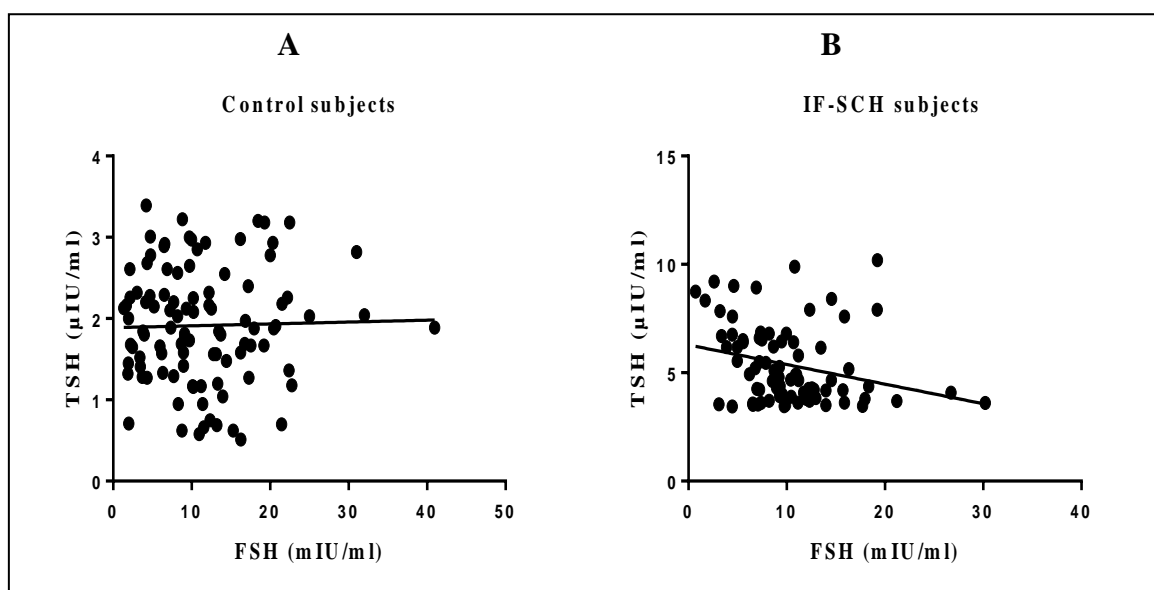 A
Control subjects
4
3
2
1
0
TSH (µIU/ml)
0 10 20 30 40 50
FSH (mIU/ml)
B
IF-SCH subjects
15
10
5
0
TSH (µIU/ml)
0 10 20 30 40
FSH (mIU/ml)